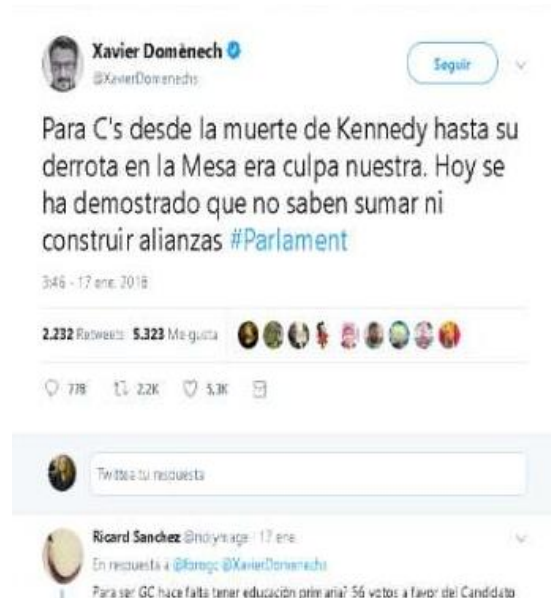 Xavier Domènech
Seguir
@XavierDomenechs
Para C's desde la muerte de Kennedy hasta su
derrota en la Mesa era culpa nuestra. Hoy se
ha demostrado que no saben sumar ni
construir alianzas #Parlament
3:46 - 17 ene. 2018
2.232 Retweets 5.323 Me gusta
778 2,2K 5,3K
Twittea tu respuesta
Ricard Sanchez 17 ene.
En respuesta a @XavierDomenechs
Para ser GC hace falta tener educación primaria? 56 votos a favor del Candidato